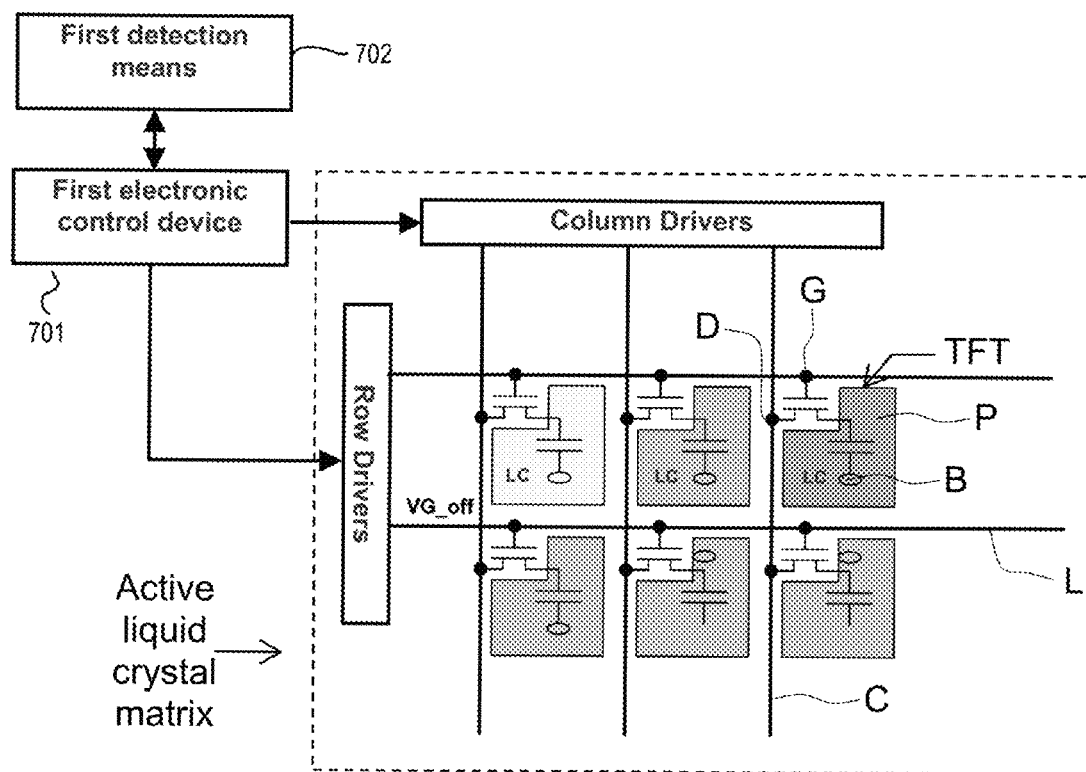 First detection
means
702
First electronic
control device
701
Column Drivers
G
D
TFT
Row Drivers
P
LC
LC
LC
B
VG_off
L
Active
liquid
crystal
matrix
C